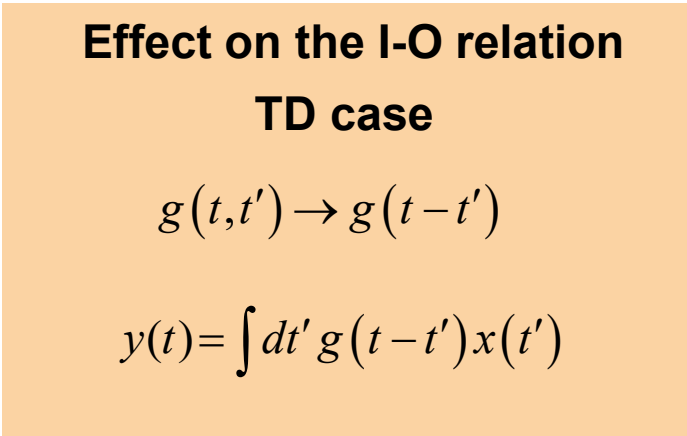 Effect on the I-O relation
TD case
g(t,t′)→g(t−t′)
y(t)=∫dt′g(t−t′)x(t′)